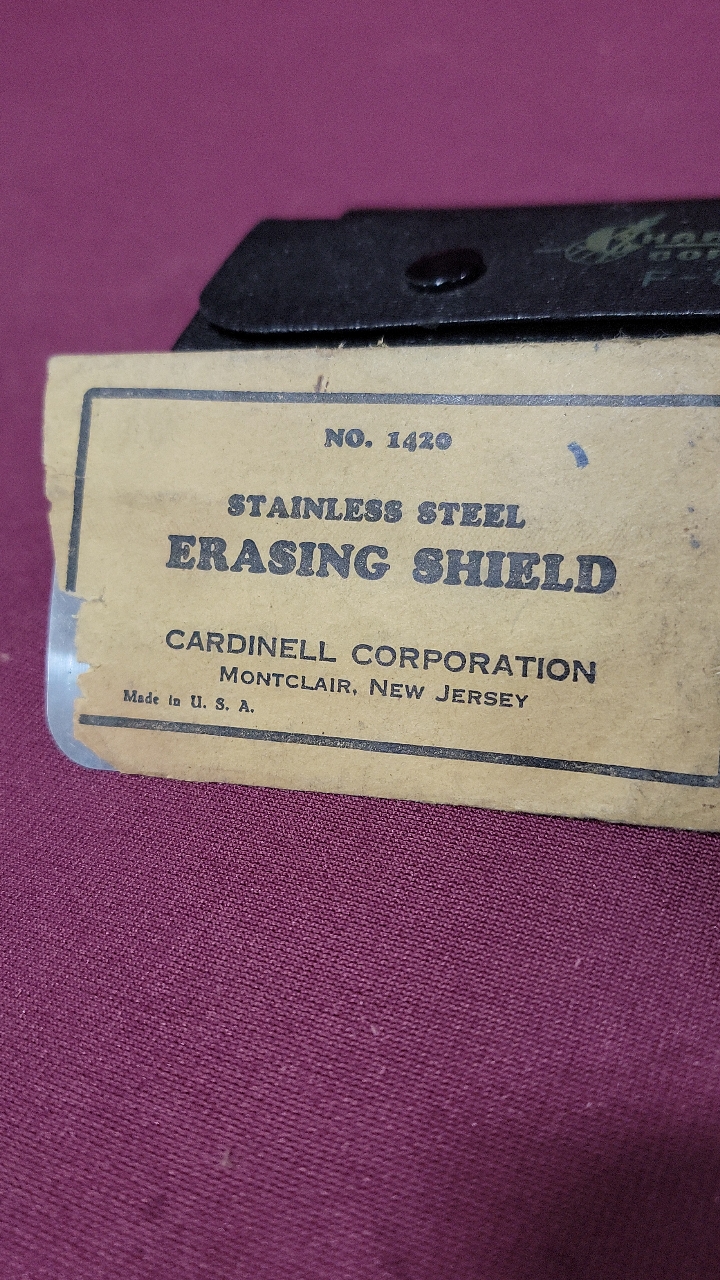 NO. 1420
STAINLESS STEEL
ERASING SHIELD
CARDINELL CORPORATION
MONTCLAIR, NEW JERSEY
Made in U. S. A.